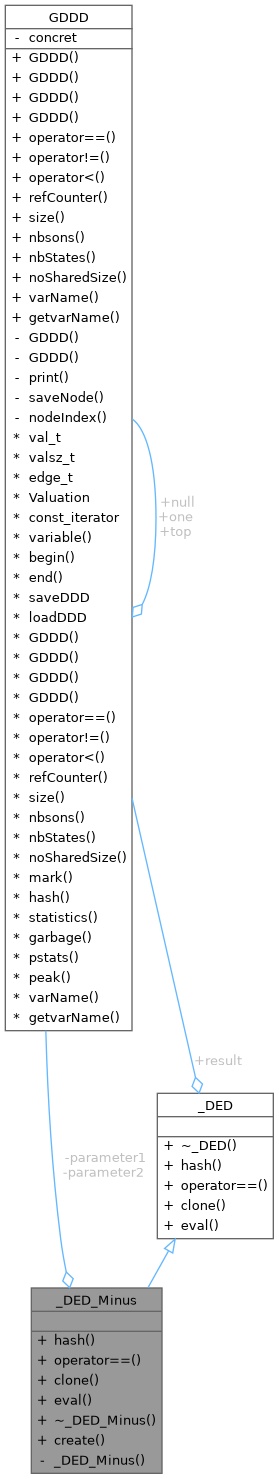 GDDD
- concret
+ GDDD()
+ GDDD()
+ GDDD()
+ GDDD()
+ operator==()
+ operator!=()
+ operator<()
+ refCounter()
+ size()
+ nbsons()
+ nbStates()
+ noSharedSize()
+ varName()
+ getvarName()
- GDDD()
- GDDD()
- print()
- saveNode()
- nodeIndex()
* val_t
* valsz_t
* edge_t
* Valuation
* const_iterator
* variable()
* begin()
* end()
* saveDDD
* loadDDD
* GDDD()
* GDDD()
* GDDD()
* GDDD()
* operator==()
* operator!=()
* operator<()
* refCounter()
* size()
* nbsons()
* nbStates()
* noSharedSize()
* mark()
* hash()
* statistics()
* garbage()
* pstats()
* peak()
* varName()
* getvarName()
+null
+one
+top
+result
-parameter1
-parameter2
_DED
+ ~_DED()
+ hash()
+ operator==()
+ clone()
+ eval()
_DED_Minus
+ hash()
+ operator==()
+ clone()
+ eval()
+ ~_DED_Minus()
+ create()
- _DED_Minus()